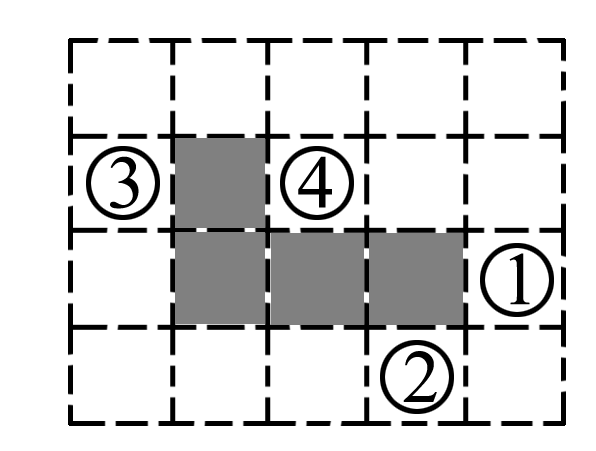 ③ ④
①
②